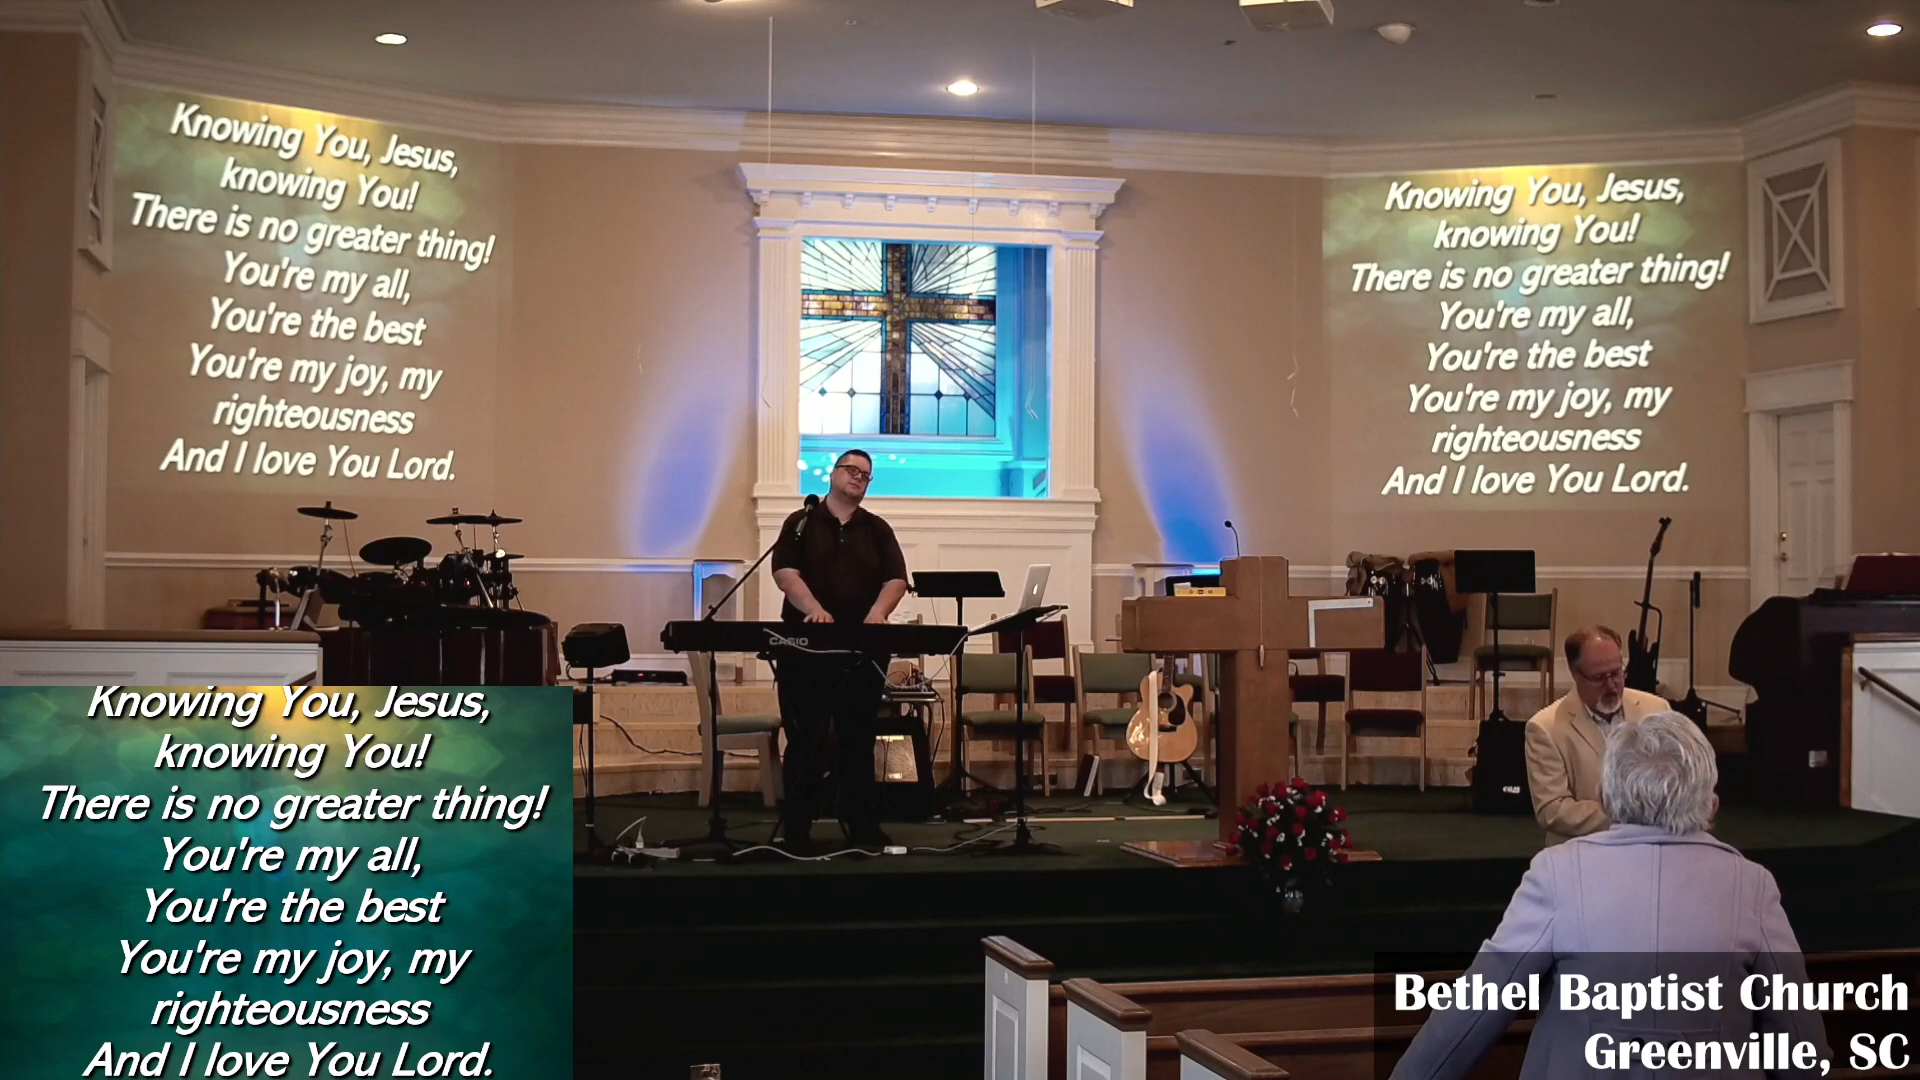 Knowing You, Jesus,
knowing You!
There is no greater thing!
You're my all,
You're the best
You're my joy, my
righteousness
And I love You Lord.
Knowing You, Jesus,
knowing You!
There is no greater thing!
You're my all,
You're the best
You're my joy, my
righteousness
And I love You Lord.
CASIO
Knowing You, Jesus,
knowing You!
There is no greater thing!
You're my all,
You're the best
You're my joy, my
righteousness
And I love You Lord.
Bethel Baptist Church
Greenville, SC